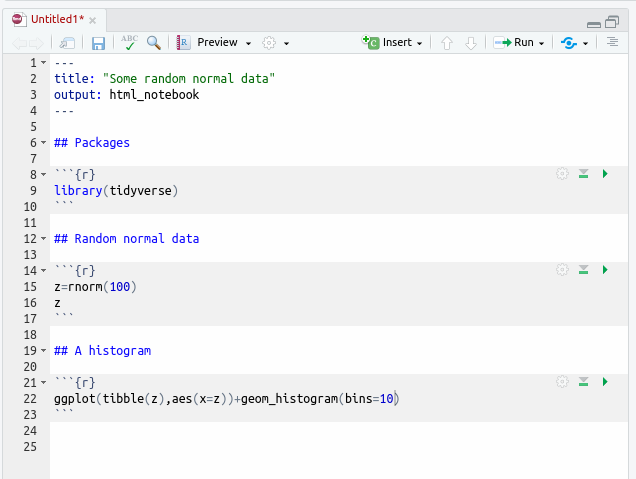 Untitled1*
ABC Preview Insert Run
1 ---
2 title: "Some random normal data"
3 output: html_notebook
4 ---
5
6 ## Packages
7
8 ```{r}
9 library(tidyverse)
10 ```
11
12 ## Random normal data
13
14 ```{r}
15 z=rnorm(100)
16 z
17 ```
18
19 ## A histogram
20
21 ```{r}
22 ggplot(tibble(z),aes(x=z))+geom_histogram(bins=10)
23 ```
24
25